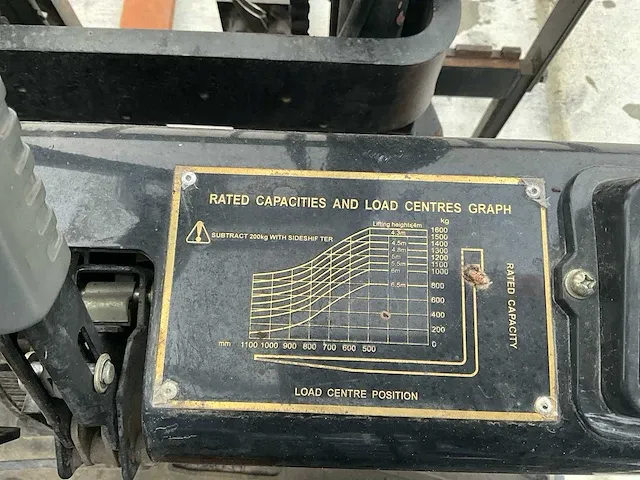 RATED CAPACITIES AND LOAD CENTRES GRAPH
SUBTRACT 200kg WITH SIDESHIF TER
Lifting height≤4m
4.3m
4.5m
4.8m
5m
5.5m
6m
6.5m
kg
1600
1500
1400
1300
1200
1100
1000
800
600
400
200
0
mm 1100 1000 900 800 700 600 500
RATED CAPACITY
LOAD CENTRE POSITION